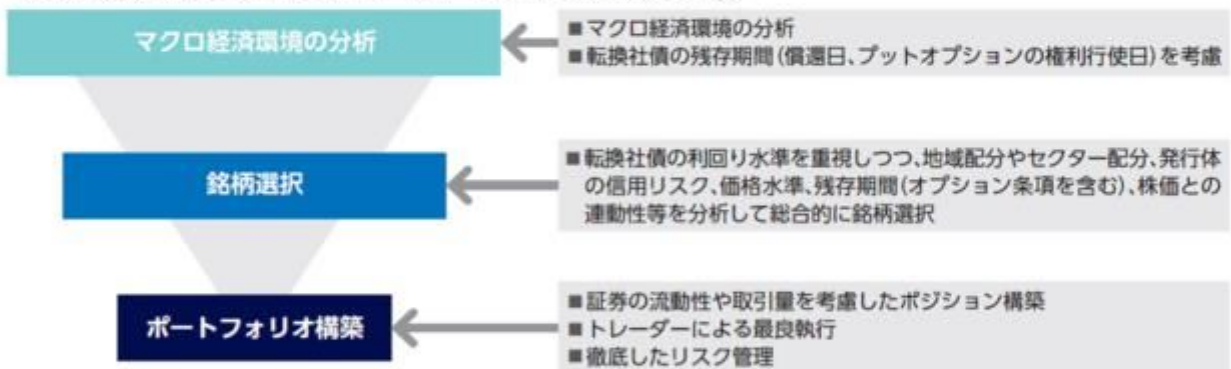 マクロ経済環境の分析
■マクロ経済環境の分析
■転換社債の残存期間(償還日、プットオプションの権利行使日)を考慮
銘柄選択
■転換社債の利回り水準を重視しつつ、地域配分やセクター配分、発行体
の信用リスク、価格水準、残存期間(オプション条項を含む)、株価との
連動性等を分析して総合的に銘柄選択
ポートフォリオ構築
■証券の流動性や取引量を考慮したポジション構築
■トレーダーによる最良執行
■徹底したリスク管理